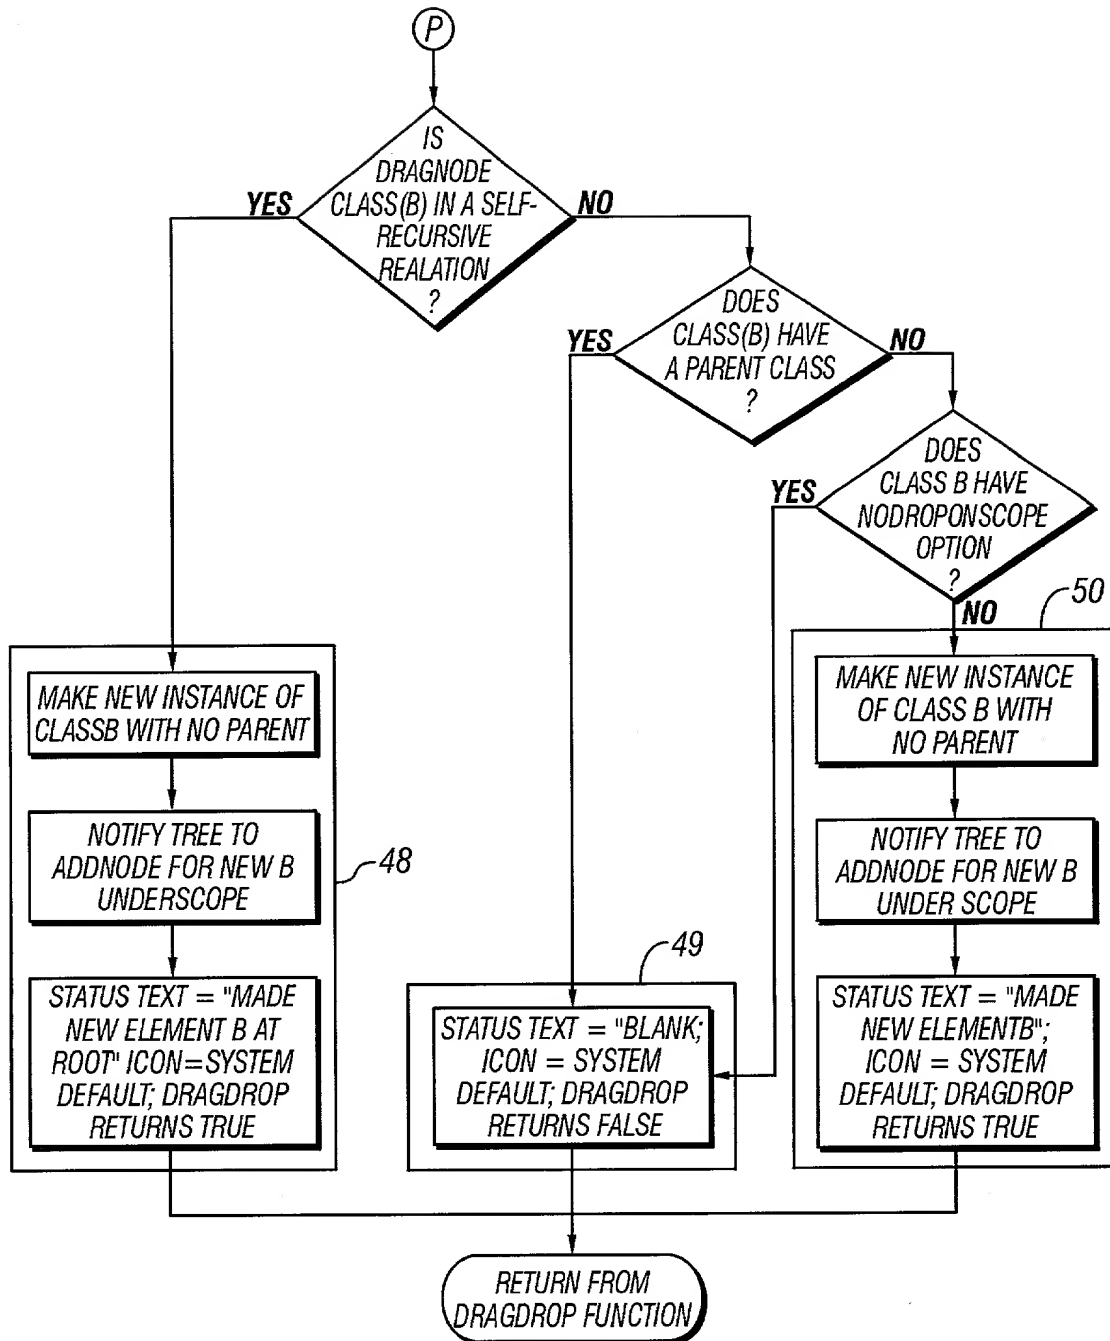 P
IS
DRAGNODE
CLASS(B) IN A SELF-
RECURSIVE
REALATION
?
YES
NO
DOES
CLASS(B) HAVE
A PARENT CLASS
?
YES
NO
DOES
CLASS B HAVE
NODROPONSCOPE
OPTION
?
YES
NO
50
MAKE NEW INSTANCE OF
CLASSB WITH NO PARENT
NOTIFY TREE TO
ADDNODE FOR NEW B
UNDERSCOPE
STATUS TEXT = "MADE
NEW ELEMENT B AT
ROOT" ICON=SYSTEM
DEFAULT; DRAGDROP
RETURNS TRUE
48
49
STATUS TEXT = "BLANK;
ICON = SYSTEM
DEFAULT; DRAGDROP
RETURNS FALSE
MAKE NEW INSTANCE
OF CLASS B WITH
NO PARENT
NOTIFY TREE TO
ADDNODE FOR NEW B
UNDER SCOPE
STATUS TEXT = "MADE
NEW ELEMENTB";
ICON = SYSTEM
DEFAULT; DRAGDROP
RETURNS TRUE
RETURN FROM
DRAGDROP FUNCTION